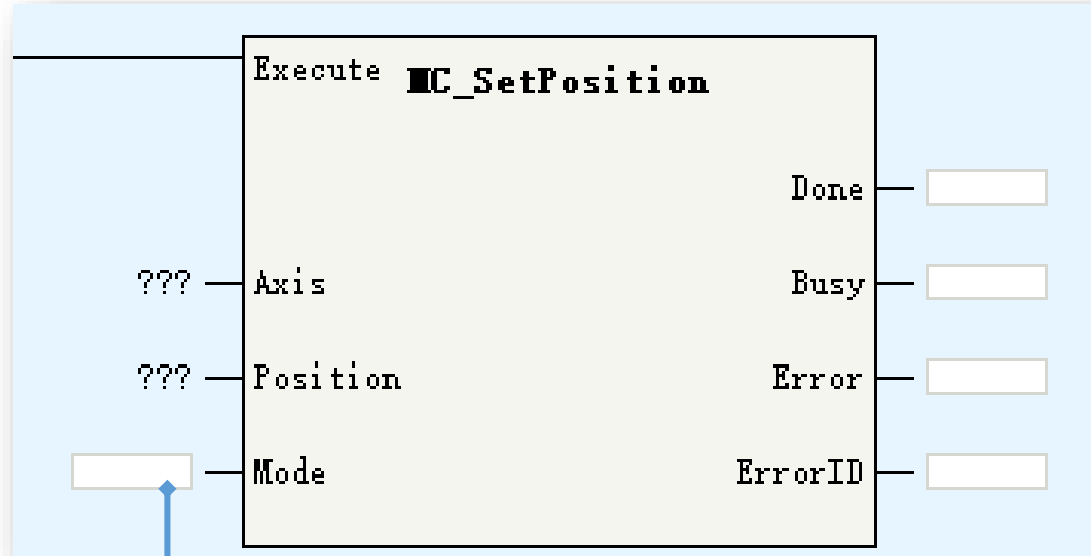 Execute MC_SetPosition
Done
??? Axis Busy
??? Position Error
Mode ErrorID